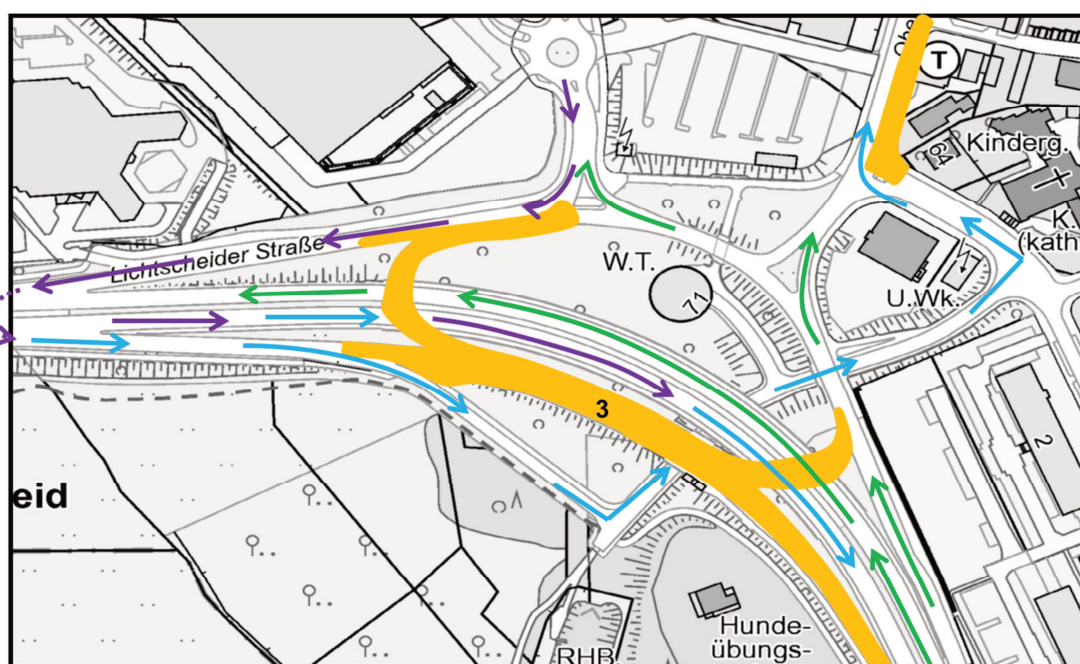 T
Kinderg.
64
K.
(kath
Lichtscheider Straße
W.T.
71
U.Wk.
3
2
eid
Hunde-
übungs-
RHB.